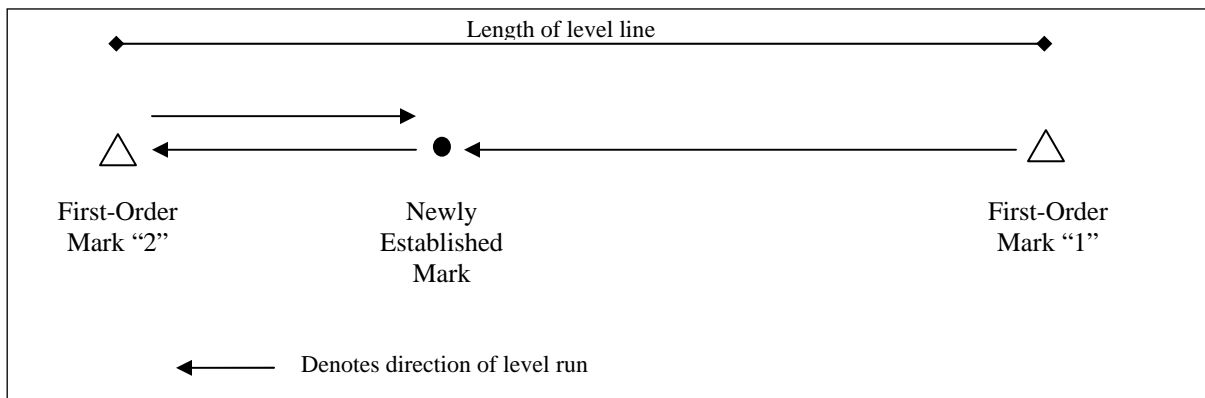 Length of level line
First-Order
Mark “2”
Newly
Established
Mark
First-Order
Mark “1”
Denotes direction of level run